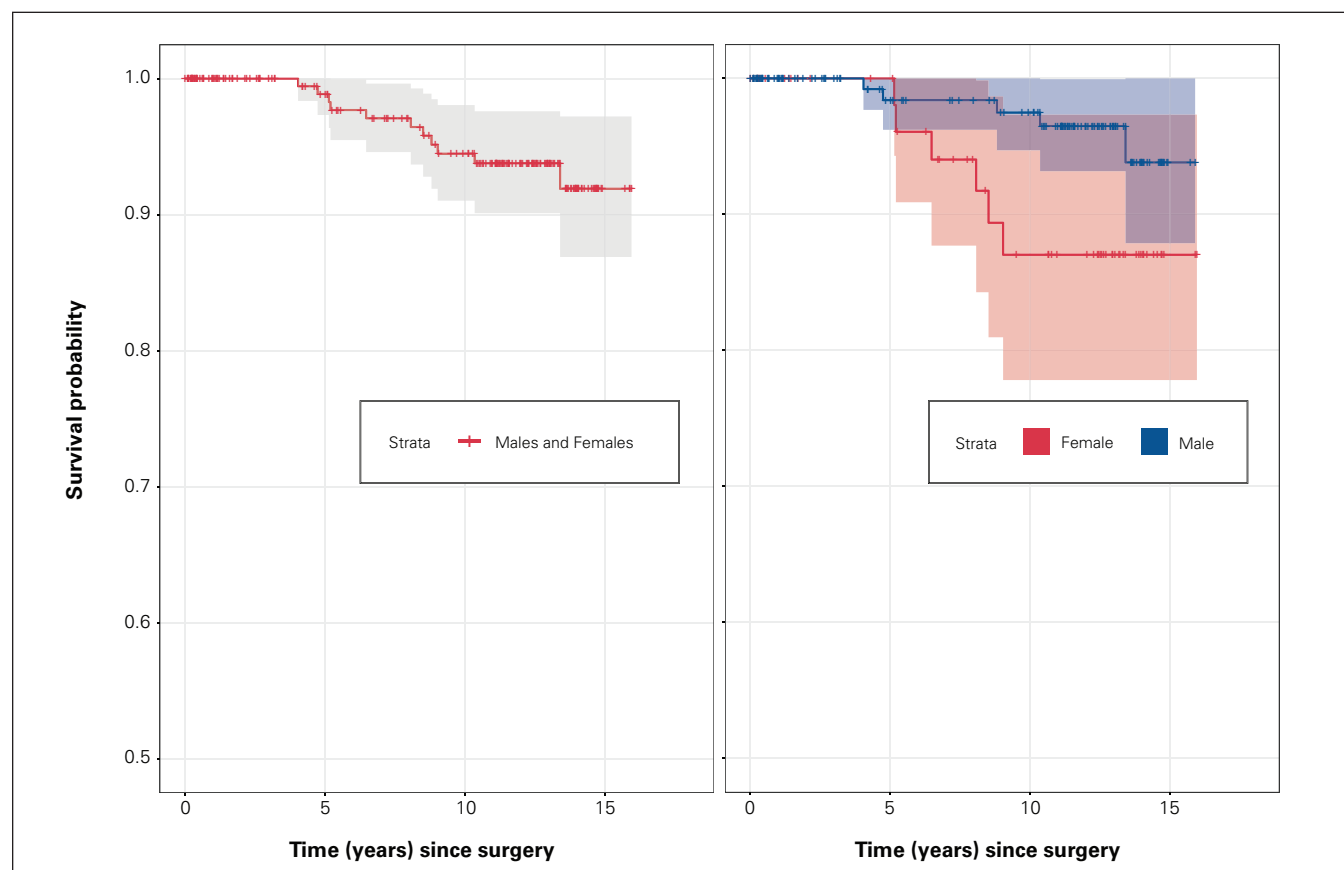 Survival probability
1.0
0.9
0.8
0.7
0.6
0.5
Strata Males and Females
0 5 10 15
Time (years) since surgery
Strata Female Male
0 5 10 15
Time (years) since surgery